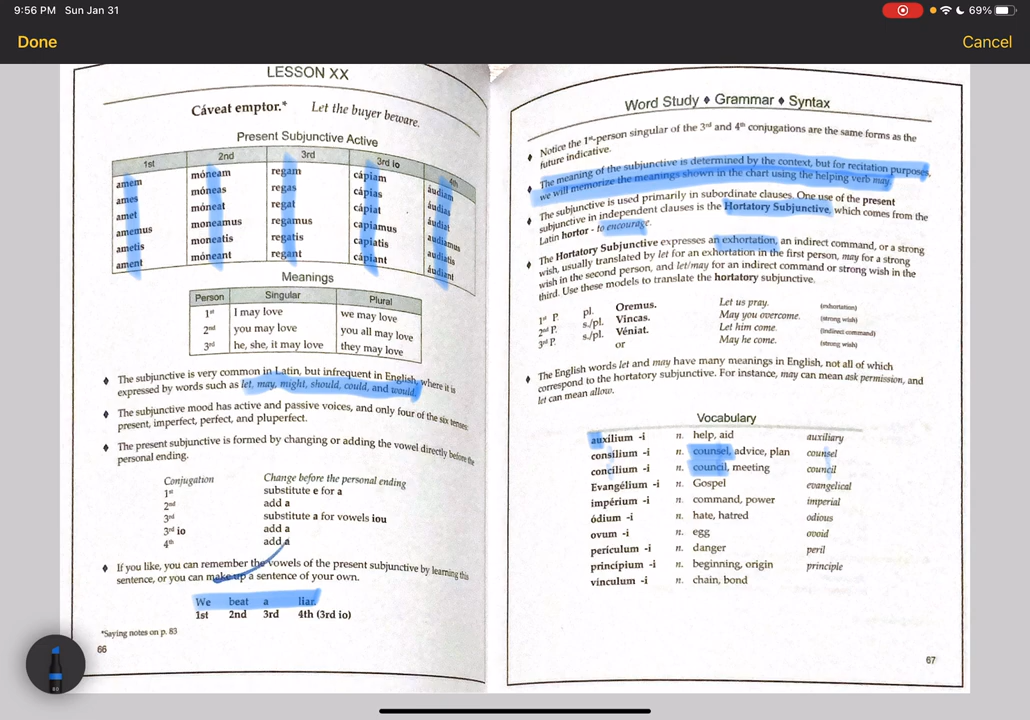 9:56 PM Sun Jan 31
69%
Done
Cancel
LESSON XX
Cáveat emptor.* Let the buyer beware.
Present Subjunctive Active
1st 2nd 3rd 3rd io 4th
amem móneam regam cápiam áudiam
ames móneas regas cápias áudias
amet móneat regat cápiat áudiat
amemus moneamus regamus capiamus audiamus
ametis moneatis regatis capiatis audiatis
ament móneant regant cápiant áudiant
Meanings
Person Singular Plural
1st I may love we may love
2nd you may love you all may love
3rd he, she, it may love they may love
♦ The subjunctive is very common in Latin, but infrequent in English, where it is
expressed by words such as let, may, might, should, could, and would.
♦ The subjunctive mood has active and passive voices, and only four of the six tenses:
present, imperfect, perfect, and pluperfect.
♦ The present subjunctive is formed by changing or adding the vowel directly before the
personal ending.
Conjugation Change before the personal ending
1st substitute e for a
2nd add a
3rd substitute a for vowels iou
3rd io add a
4th add a
♦ If you like, you can remember the vowels of the present subjunctive by learning this
sentence, or you can make up a sentence of your own.
We beat a liar.
1st 2nd 3rd 4th (3rd io)
*Saying notes on p. 83
66
Word Study ♦ Grammar ♦ Syntax
♦ Notice the 1st-person singular of the 3rd and 4th conjugations are the same forms as the
future indicative.
♦ The meaning of the subjunctive is determined by the context, but for recitation purposes,
we will memorize the meanings shown in the chart using the helping verb may.
♦ The subjunctive is used primarily in subordinate clauses. One use of the present
subjunctive in independent clauses is the Hortatory Subjunctive, which comes from the
Latin hortor - to encourage.
♦ The Hortatory Subjunctive expresses an exhortation, an indirect command, or a strong
wish, usually translated by let for an exhortation in the first person, may for a strong
wish in the second person, and let/may for an indirect command or strong wish in the
third. Use these models to translate the hortatory subjunctive.
1st P. pl. Oremus. Let us pray. (exhortation)
2nd P. s./pl. Vincas. May you overcome. (strong wish)
3rd P. s./pl. Véniat. Let him come. (indirect command)
or May he come. (strong wish)
♦ The English words let and may have many meanings in English, not all of which
correspond to the hortatory subjunctive. For instance, may can mean ask permission, and
let can mean allow.
Vocabulary
auxílium -i n. help, aid auxiliary
consílium -i n. counsel, advice, plan counsel
concílium -i n. council, meeting council
Evangélium -i n. Gospel evangelical
impérium -i n. command, power imperial
ódium -i n. hate, hatred odious
ovum -i n. egg ovoid
perículum -i n. danger peril
princípium -i n. beginning, origin principle
vínculum -i n. chain, bond
67
80